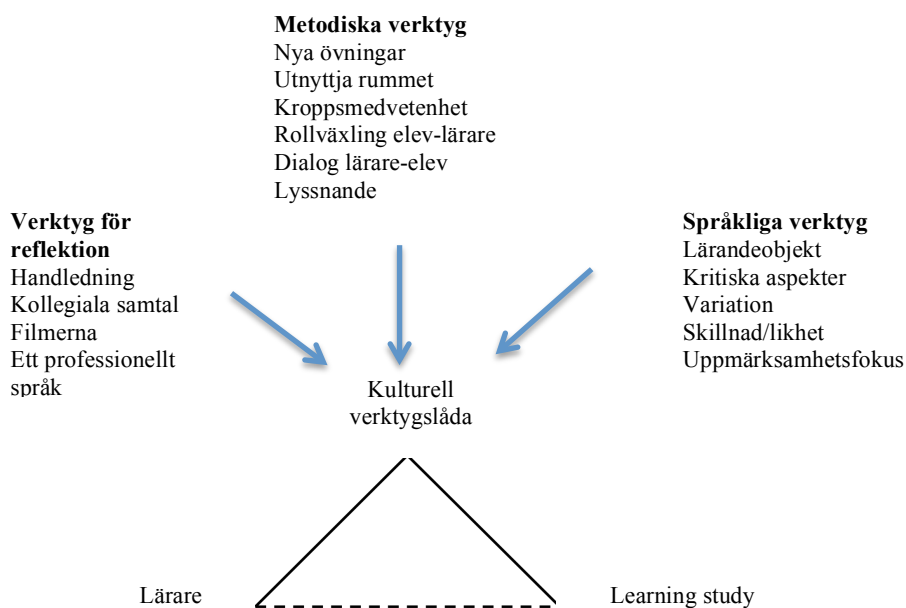 Metodiska verktyg
Nya övningar
Utnyttja rummet
Kroppsmedvetenhet
Rollväxling elev-lärare
Dialog lärare-elev
Lyssnande
Verktyg för
reflektion
Handledning
Kollegiala samtal
Filmerna
Ett professionellt
språk
Språkliga verktyg
Lärandeobjekt
Kritiska aspekter
Variation
Skillnad/likhet
Uppmärksamhetsfokus
Kulturell
verktygslåda
Lärare
Learning study